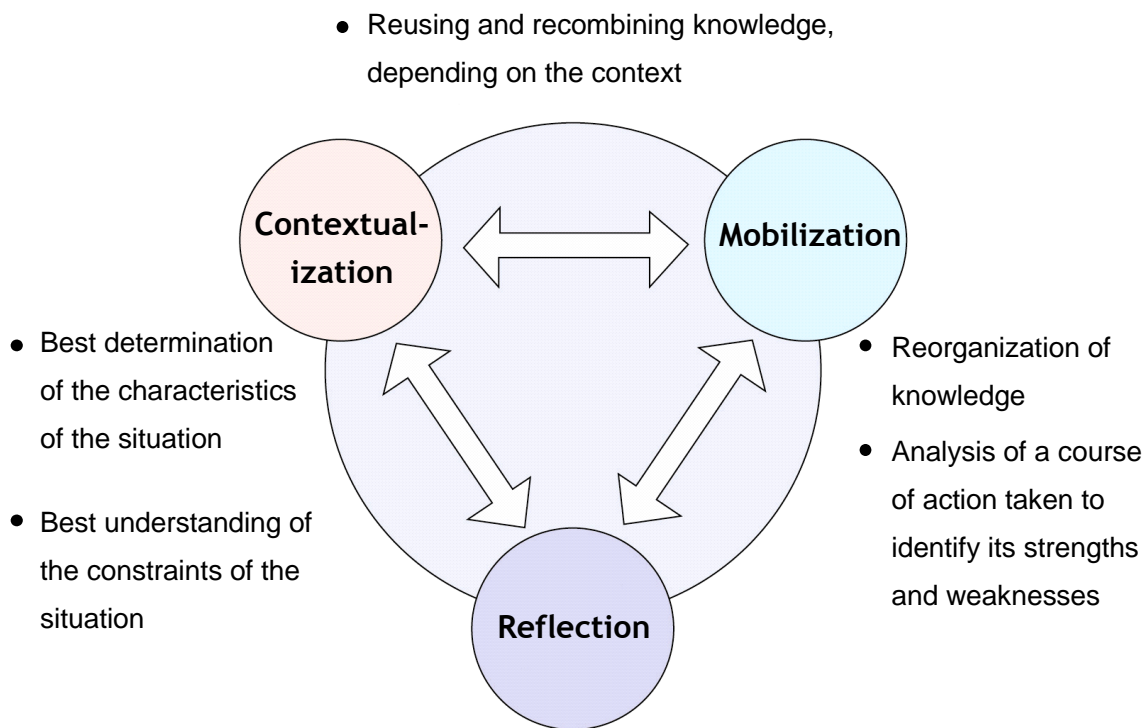 ● Reusing and recombining knowledge,
depending on the context
Contextual-
ization
Mobilization
● Best determination
of the characteristics
of the situation
● Best understanding of
the constraints of the
situation
● Reorganization of
knowledge
● Analysis of a course
of action taken to
identify its strengths
and weaknesses
Reflection